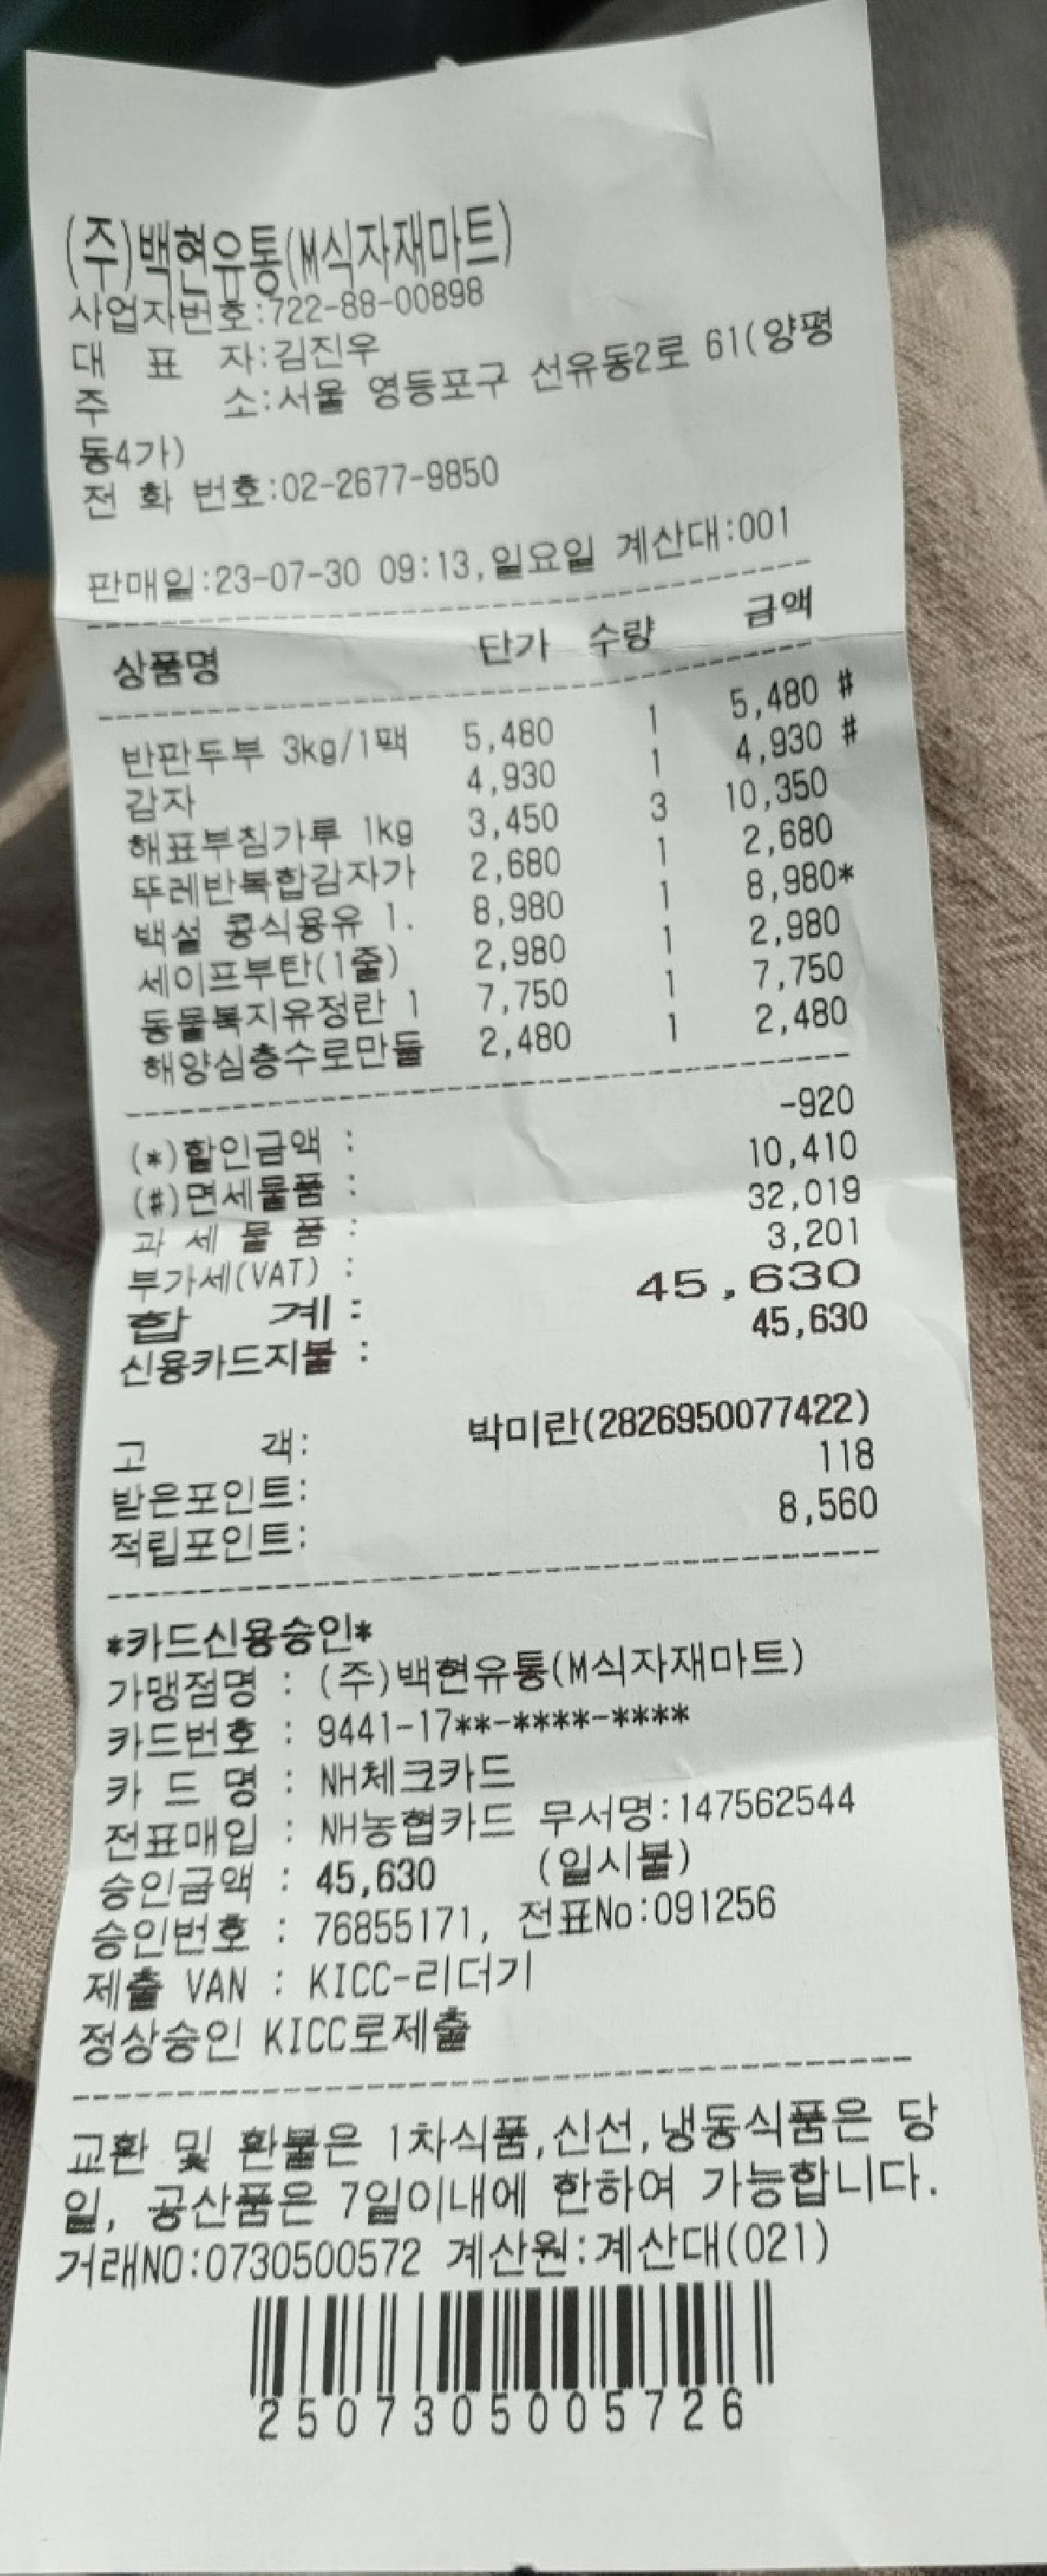 (주)백현유통(M식자재마트)
사업자번호:722-88-00898
대 표 자:김진우
주 소:서울 영등포구 선유동2로 61(양평
동4가)
전 화 번호:02-2677-9850
판매일:23-07-30 09:13,일요일 계산대:001
상품명 단가 수량 금액
반판두부 3kg/1팩 5,480 1 5,480 #
감자 4,930 1 4,930 #
해표부침가루 1kg 3,450 3 10,350
뚜레반복합감자가 2,680 1 2,680
백설 콩식용유 1. 8,980 1 8,980*
세이프부탄(1줄) 2,980 1 2,980
동물복지유정란 1 7,750 1 7,750
해양심층수로만들 2,480 1 2,480
(*)할인금액 : -920
(#)면세물품 : 10,410
과 세 물 품 : 32,019
부가세(VAT) : 3,201
합 계 : 45,630
신용카드지불 : 45,630
고 객: 박미란(2826950077422)
받은포인트: 118
적립포인트: 8,560
*카드신용승인*
가맹점명 : (주)백현유통(M식자재마트)
카드번호 : 9441-17**-****-****
카 드 명 : NH체크카드
전표매입 : NH농협카드 무서명:147562544
승인금액 : 45,630 (일시불)
승인번호 : 76855171, 전표No:091256
제출 VAN : KICC-리더기
정상승인 KICC로제출
교환 및 환불은 1차식품,신선,냉동식품은 당
일, 공산품은 7일이내에 한하여 가능합니다.
거래NO:0730500572 계산원:계산대(021)
2507305005726